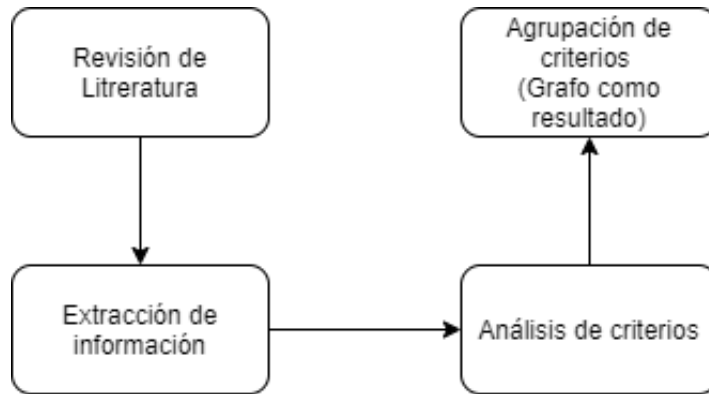 Revisión de
Litreratura
Extracción de
información
Análisis de criterios
Agrupación de
criterios
(Grafo como
resultado)